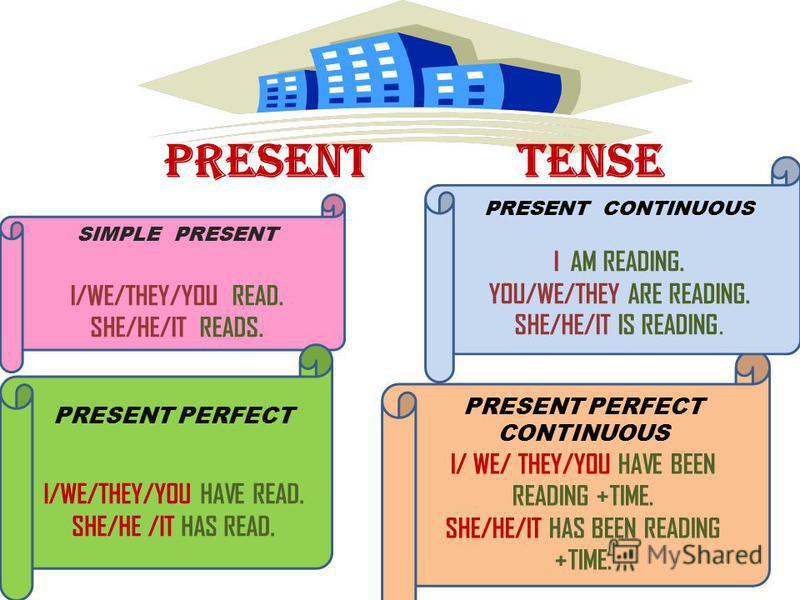 PRESENT TENSE
SIMPLE PRESENT
I/WE/THEY/YOU READ.
SHE/HE/IT READS.
PRESENT CONTINUOUS
I AM READING.
YOU/WE/THEY ARE READING.
SHE/HE/IT IS READING.
PRESENT PERFECT
I/WE/THEY/YOU HAVE READ.
SHE/HE /IT HAS READ.
PRESENT PERFECT
CONTINUOUS
I/ WE/ THEY/YOU HAVE BEEN
READING +TIME.
SHE/HE/IT HAS BEEN READING
+TIME.
MyShared